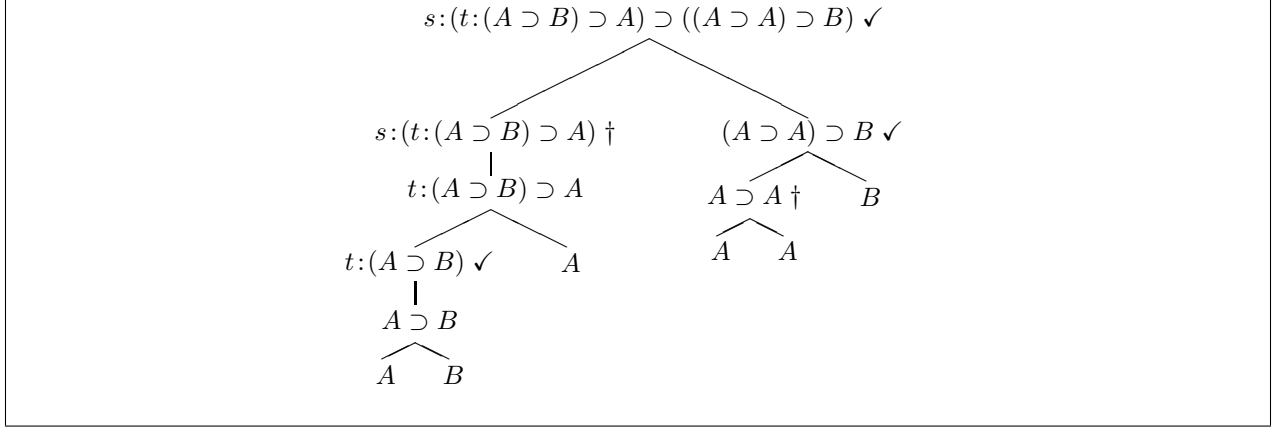 s:(t:(A ⊃ B) ⊃ A) ⊃ ((A ⊃ A) ⊃ B) ✓
s:(t:(A ⊃ B) ⊃ A) † (A ⊃ A) ⊃ B ✓
t:(A ⊃ B) ⊃ A A ⊃ A † B
A A
t:(A ⊃ B) ✓ A
A ⊃ B
A B